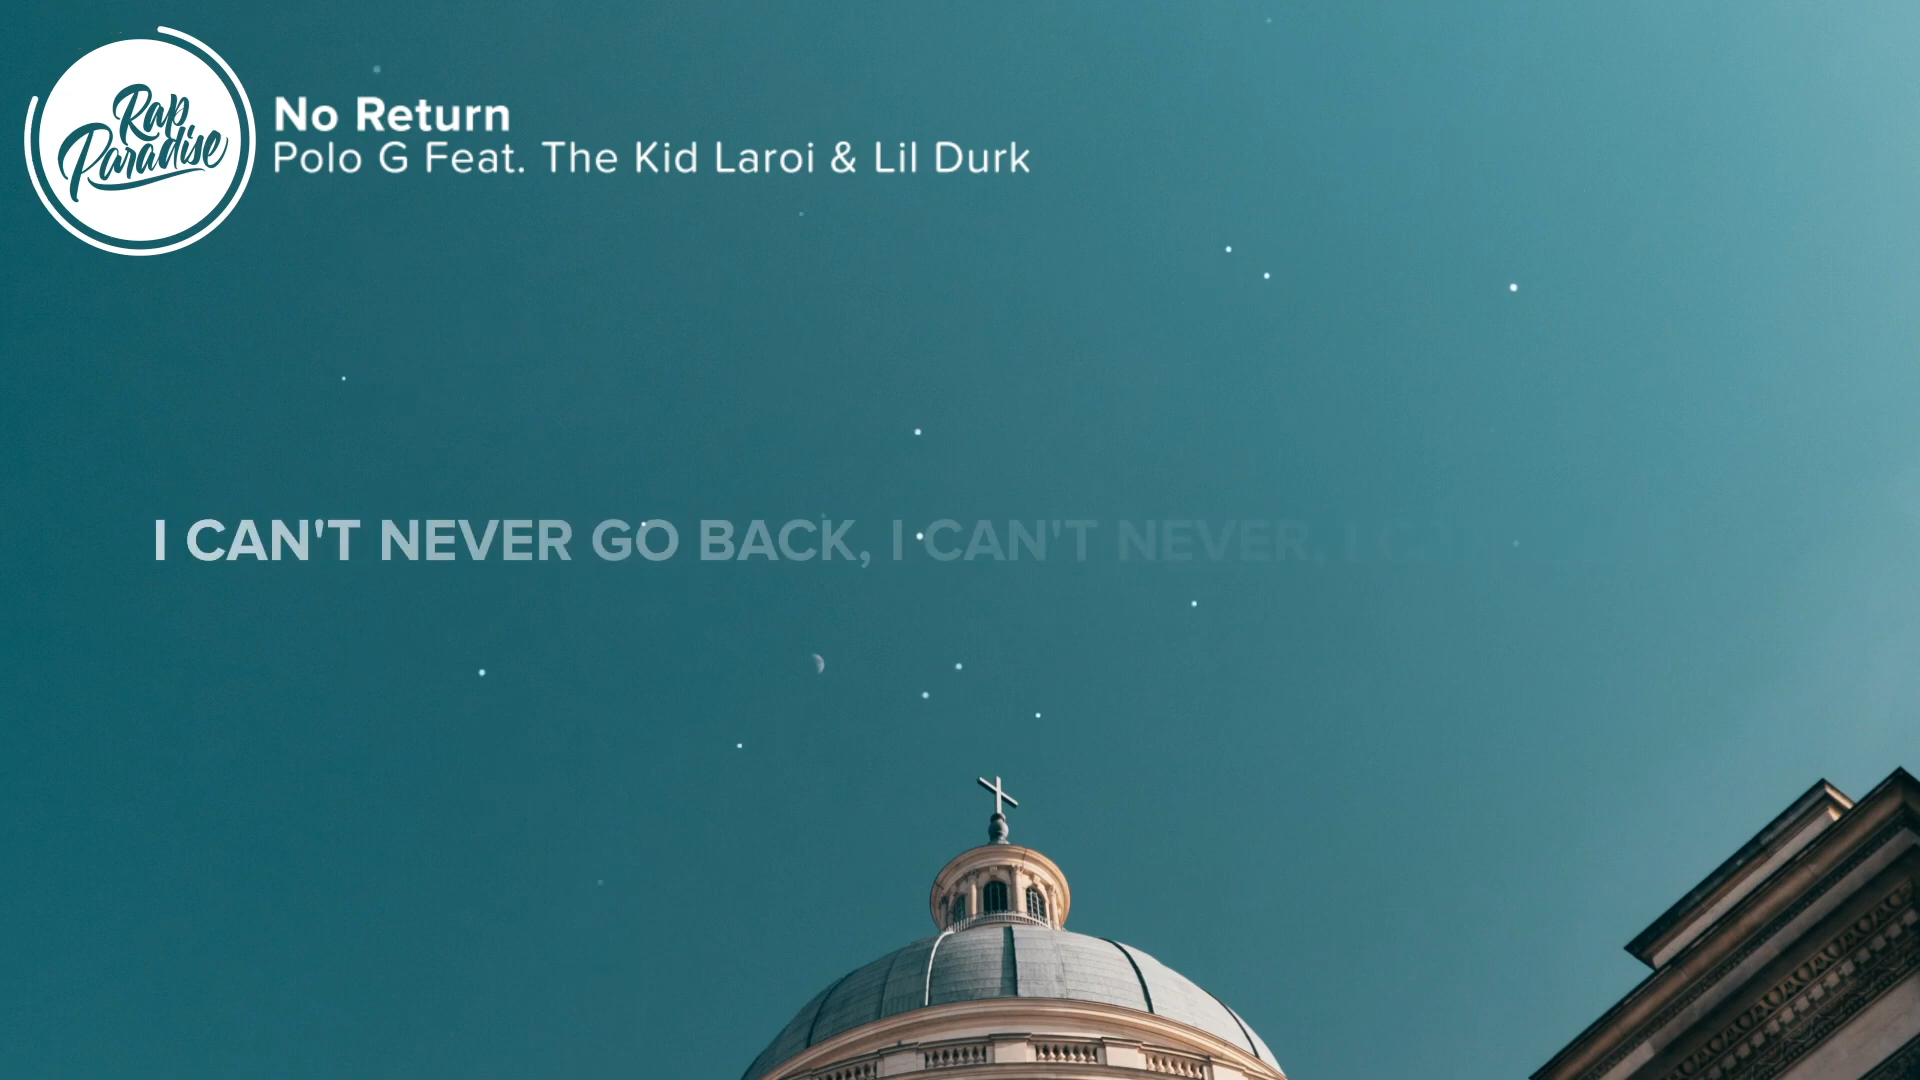 Rap
Paradise
No Return
Polo G Feat. The Kid Laroi & Lil Durk
I CAN'T NEVER GO BACK, I CAN'T NEVER, I